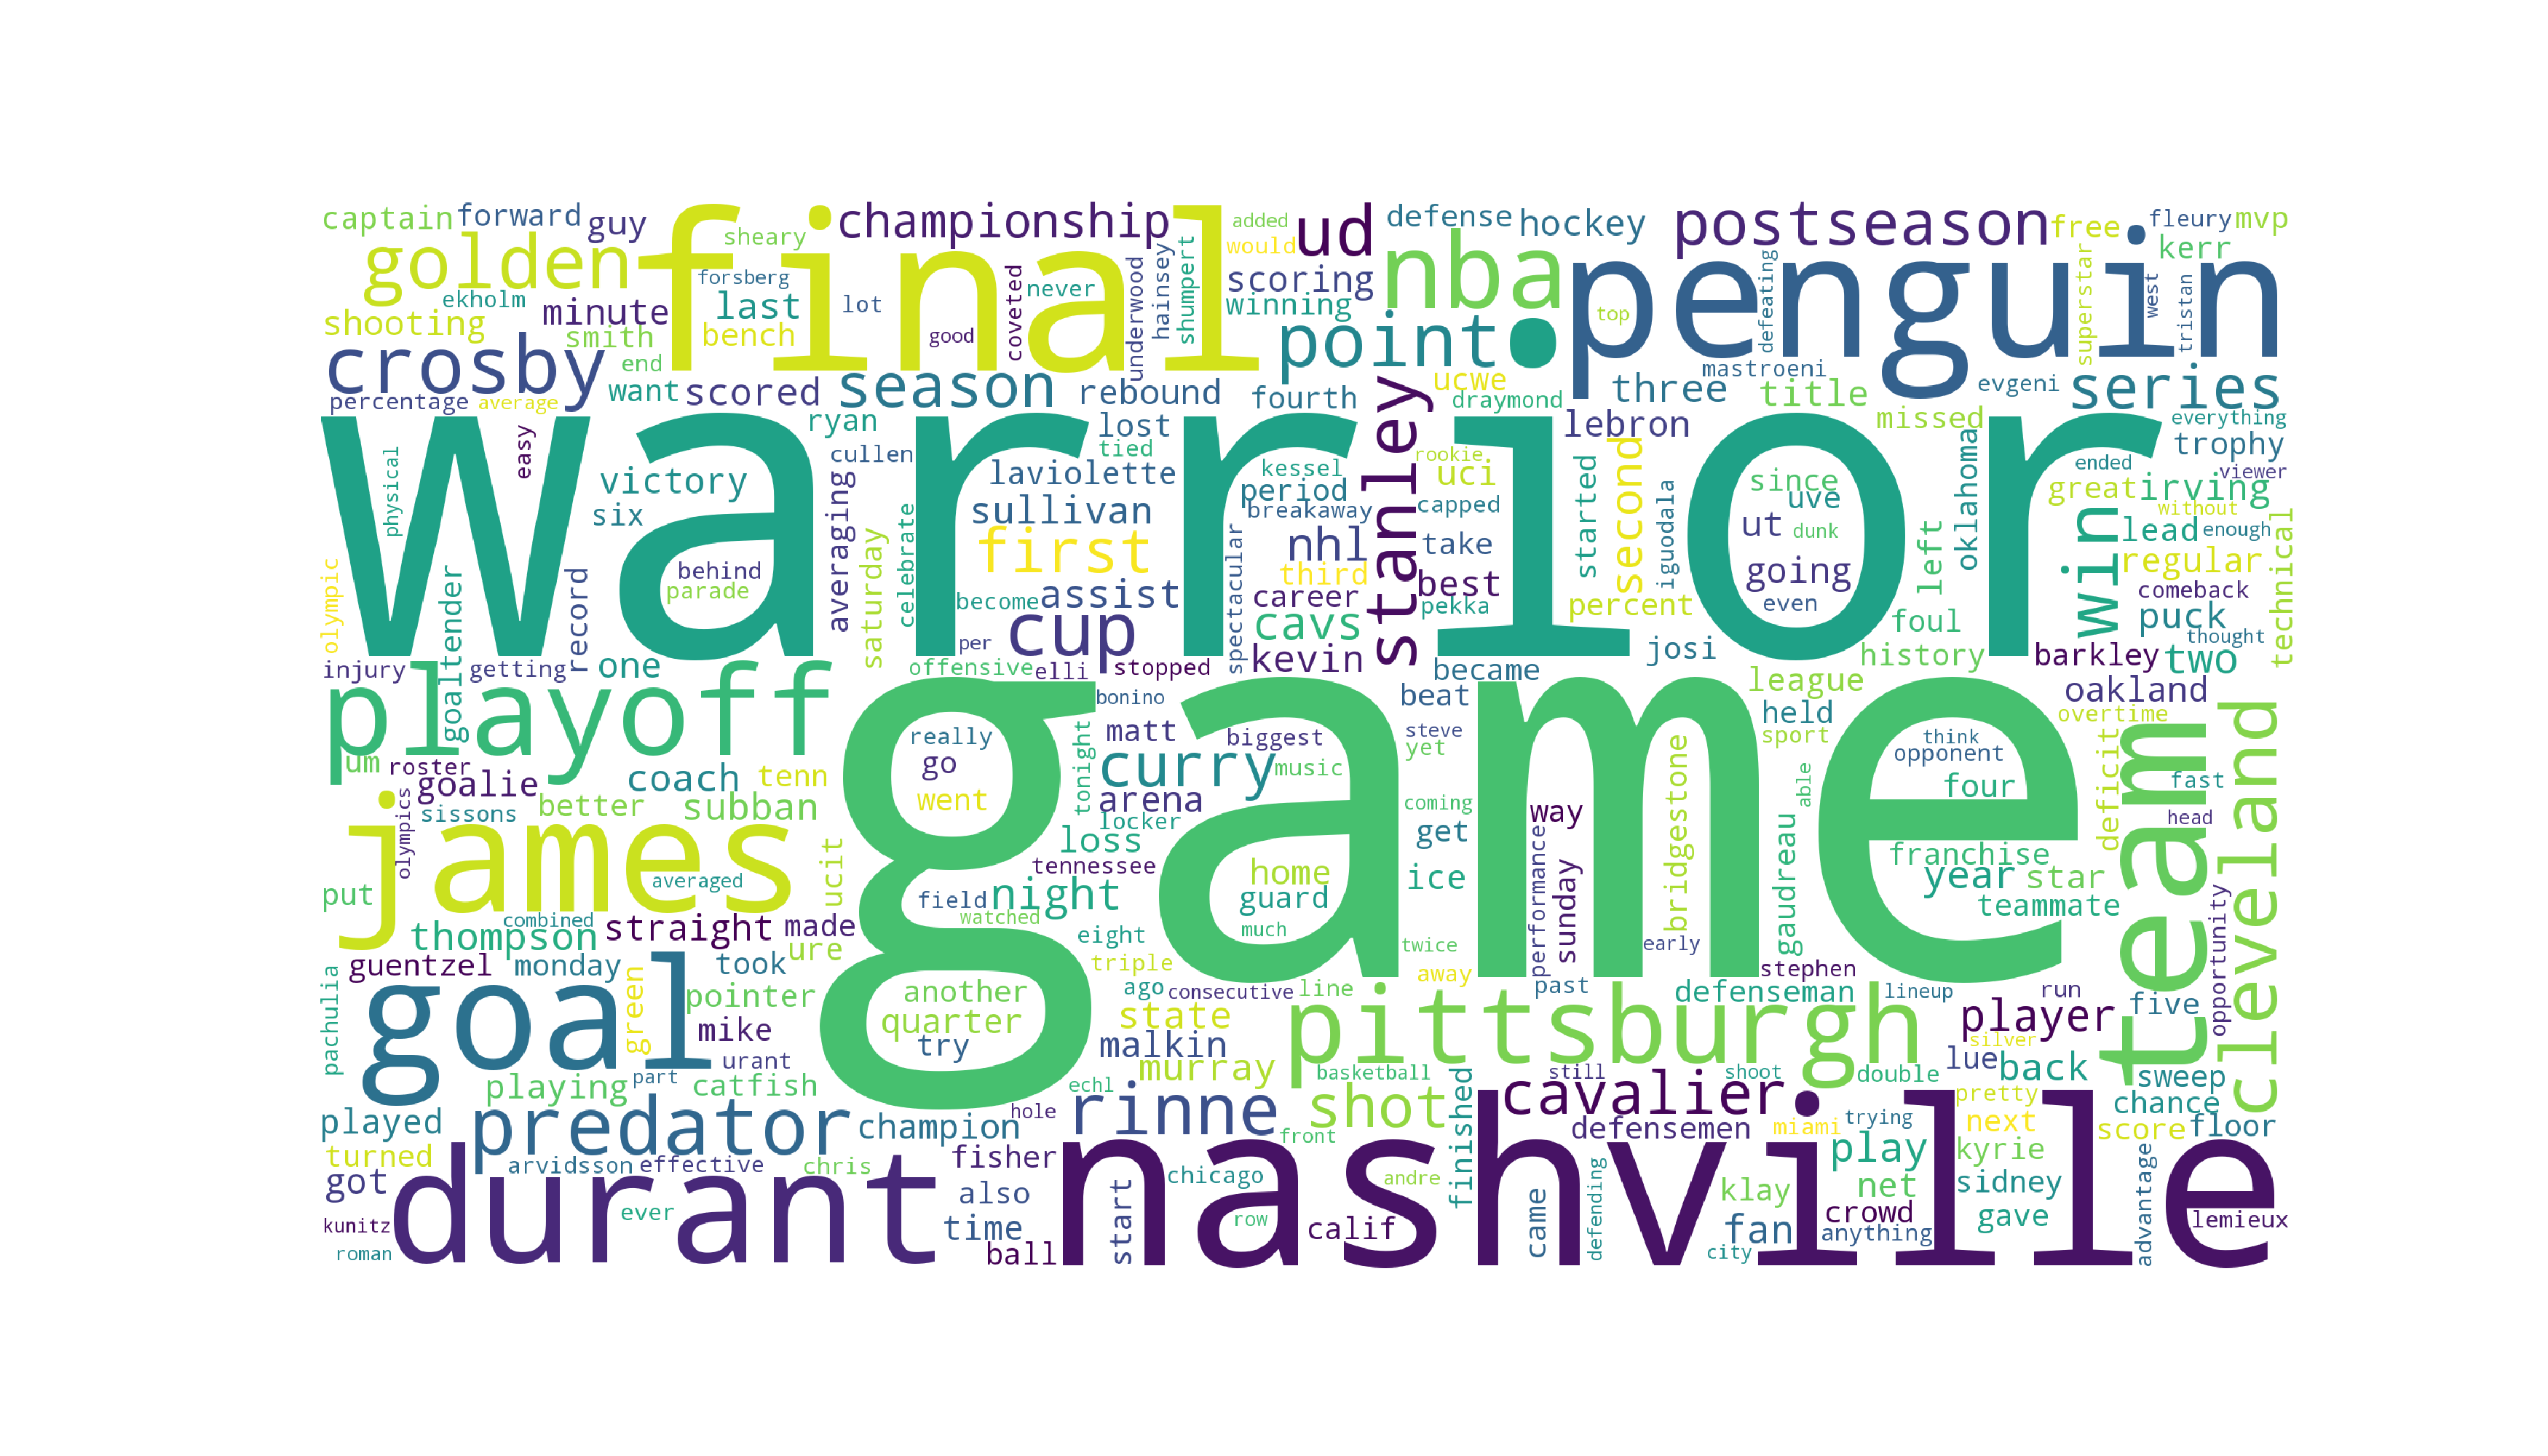 captain forward guy championship added ud defense hockey postseason free fleury mvp
golden final sheary would nba penguin kerr
forsberg ekholm minute last lot never coveted underwood hainsey shumpert scoring winning point top defeating superstar west tristan
shooting smith bench good
crosby end want scored season rebound fourth ucwe draymond three mastroeni title evgeni series
percentage average ryan lost stanley lebron missed everything
warrior easy physical victory six cullen averaging tied laviolette sullivan kessel period breakaway rookie uci capped started second iguodala since uve ut dunk oklahoma left trophy ended viewer great irving without
win lead enough regular technical
olympic behind parade record saturday celebrate first become assist spectacular nhl third career take best percent going even foul comeback puck thought
goaltender per cup cavs pekka
injury getting one offensive elli stopped kevin became josi history barkley two
playoff bonino beat league oakland
game really go went tonight matt biggest steve yet held sport think opponent overtime
um roster goalie coach tenn curry music deficit fast
olympics sissons better subban arena locker coming way bridgestone able four team cleveland head
james loss get tennessee home ice gaudreau franchise
put averaged ucit field night guard year star
combined watched much performance sunday teammate
thompson straight made ure eight twice early opportunity
guentzel monday took triple away stephen
goal pachulia green pointer another ago consecutive line past defenseman lineup run five
mike quarter state pittsburgh player
urant try malkin silver
playing part catfish murray echl basketball still shoot double lue back sweep
played predator champion hole rinne shot finished cavalier pretty chance
front defensemen miami trying next score floor
turned arvidsson effective chris fisher play kyrie
got durant also chicago andre nashville klay net sidney advantage
kunitz ever time start row calif came defending fan crowd gave lemieux
roman ball city anything